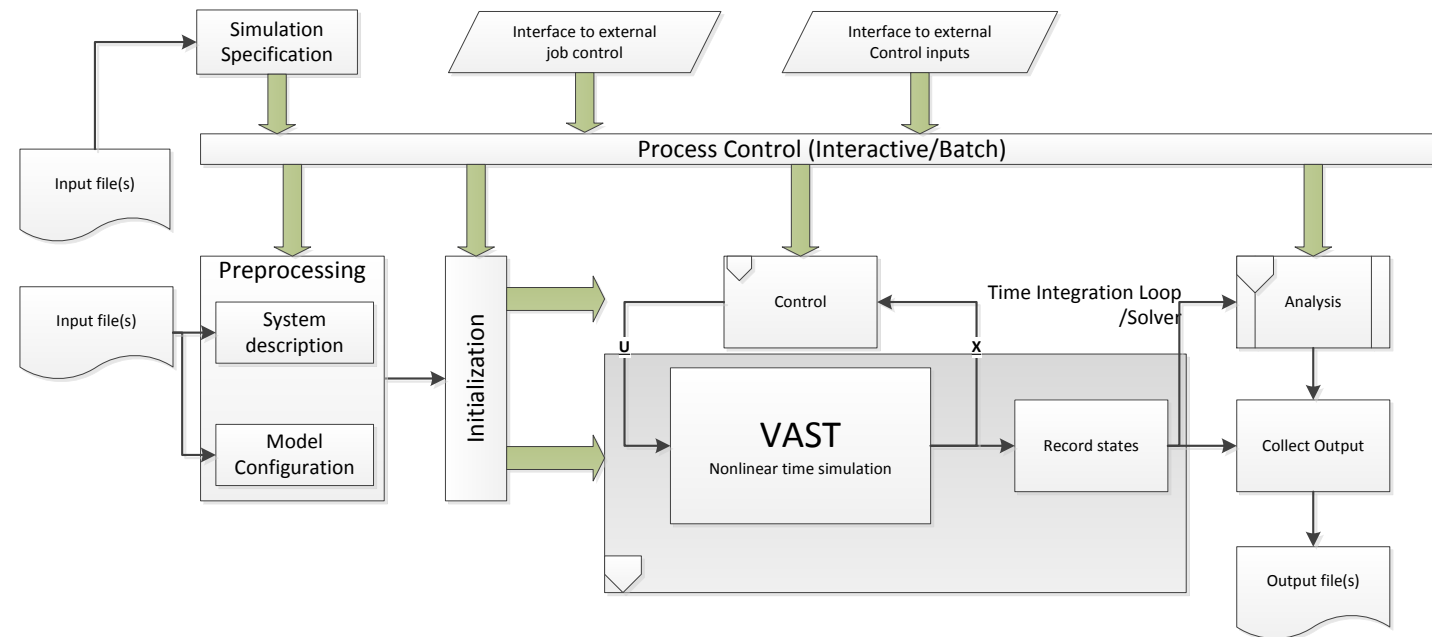 Simulation
Specification
Interface to external
job control
Interface to external
Control inputs
Process Control (Interactive/Batch)
Input file(s)
Preprocessing
Input file(s)
System
description
Model
Configuration
Initialization
Control
Time Integration Loop
/Solver
Analysis
U
X
VAST
Nonlinear time simulation
Record states
Collect Output
Output file(s)